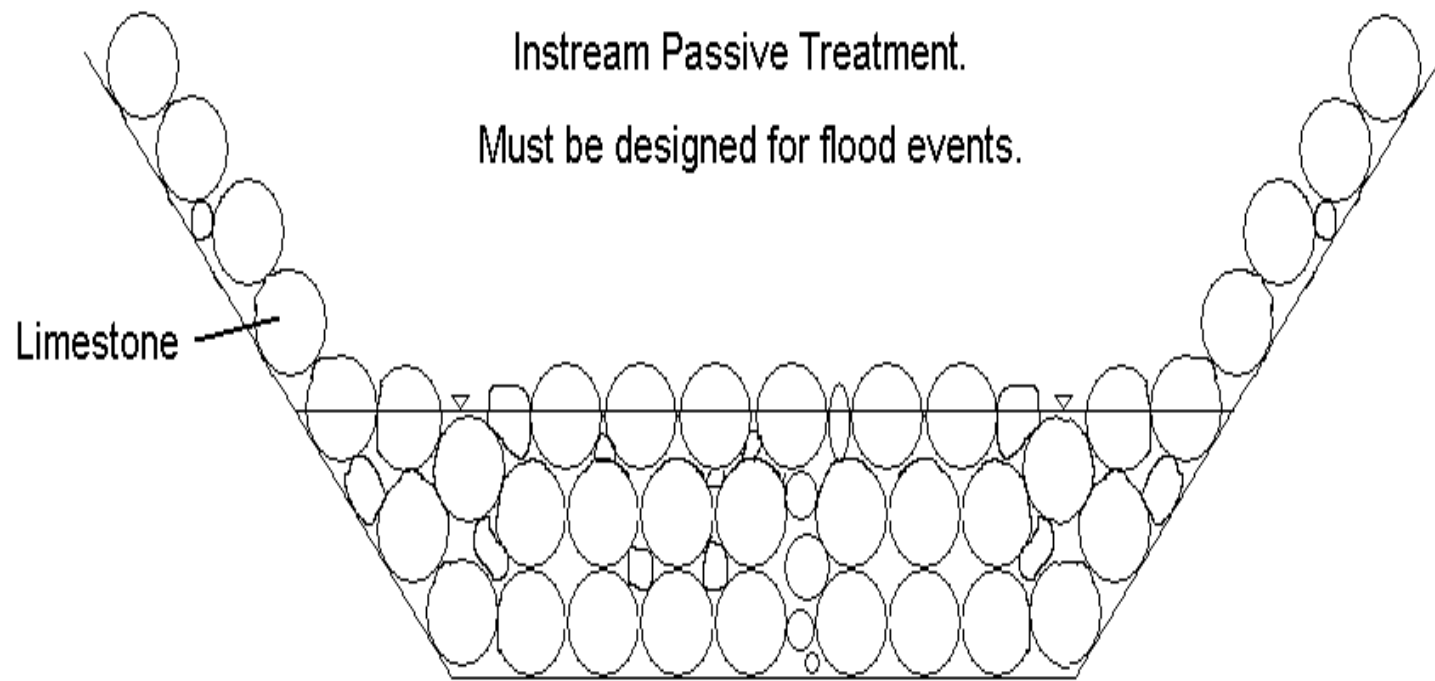 Instream Passive Treatment.
Must be designed for flood events.
Limestone